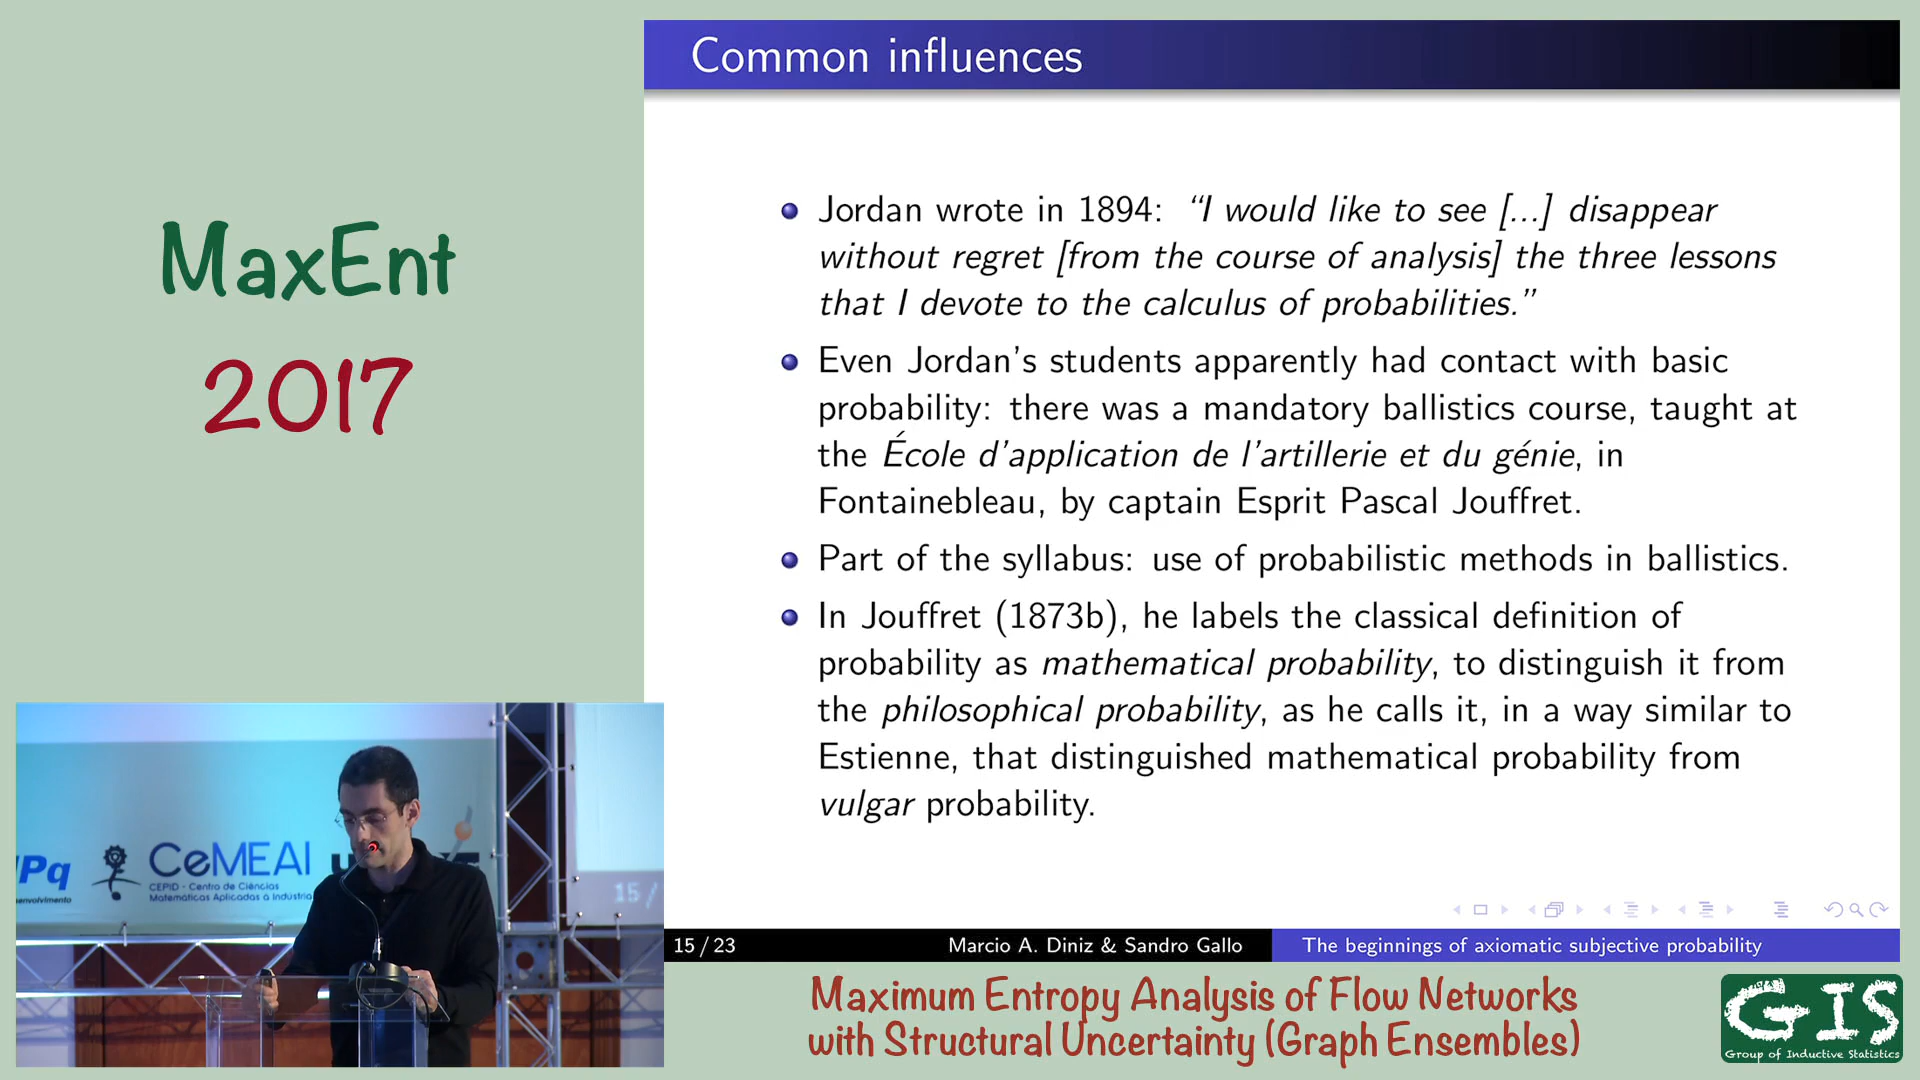 MaxEnt
2017
Common influences
Jordan wrote in 1894: “I would like to see [...] disappear
without regret [from the course of analysis] the three lessons
that I devote to the calculus of probabilities.”
Even Jordan's students apparently had contact with basic
probability: there was a mandatory ballistics course, taught at
the École d'application de l'artillerie et du génie, in
Fontainebleau, by captain Esprit Pascal Jouffret.
Part of the syllabus: use of probabilistic methods in ballistics.
In Jouffret (1873b), he labels the classical definition of
probability as mathematical probability, to distinguish it from
the philosophical probability, as he calls it, in a way similar to
Estienne, that distinguished mathematical probability from
vulgar probability.
15 / 23
Marcio A. Diniz & Sandro Gallo
The beginnings of axiomatic subjective probability
Pq
CeMEAI
CEPID - Centro de Ciências
Matemáticas Aplicadas à Indústria
15 /
Maximum Entropy Analysis of Flow Networks
with Structural Uncertainty (Graph Ensembles)
GIS
Group of Inductive Statistics